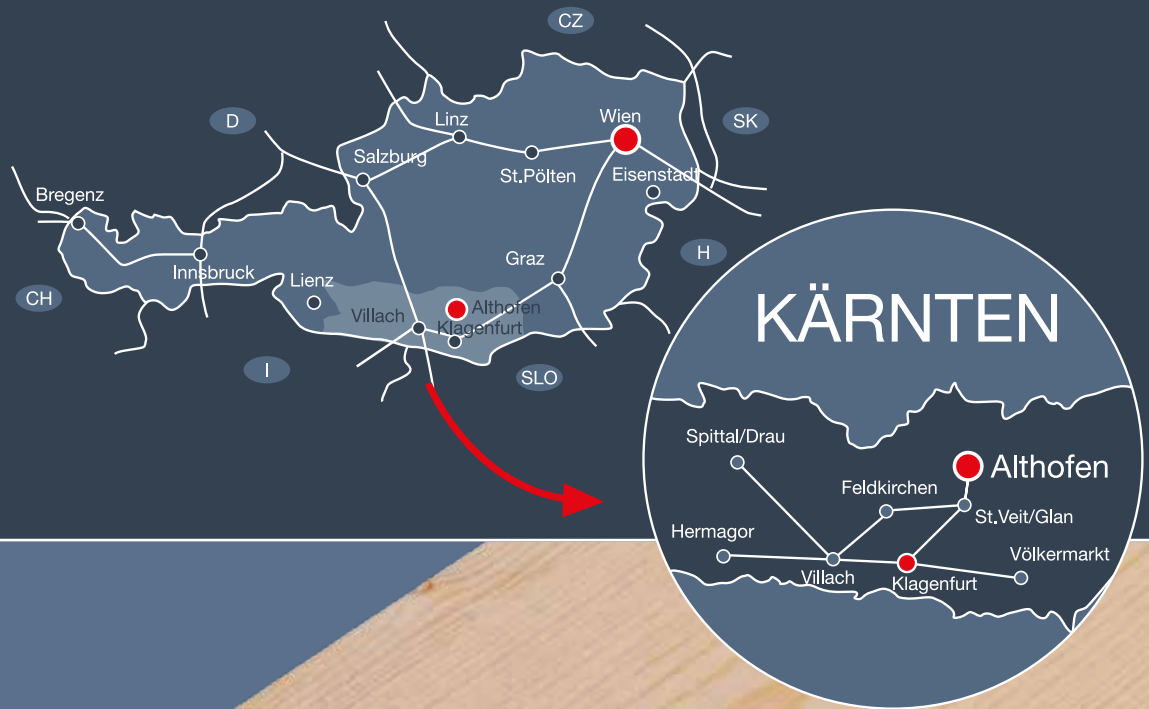 CZ
D
Linz
Wien
SK
Salzburg
St.Pölten
Eisenstadt
Bregenz
Innsbruck
Graz
H
CH
Lienz
Villach
Althofen
Klagenfurt
I
SLO
KÄRNTEN
Spittal/Drau
Althofen
Feldkirchen
St.Veit/Glan
Hermagor
Völkermarkt
Villach
Klagenfurt